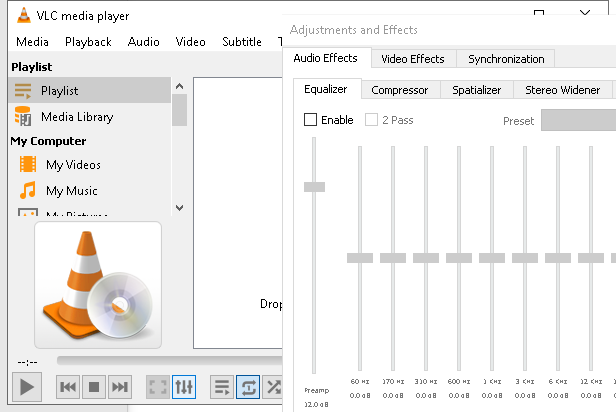 VLC media player
Media Playback Audio Video Subtitle T
Playlist
Playlist
Media Library
My Computer
My Videos
My Music
My Pictures
Drop
--:--
Adjustments and Effects
Audio Effects Video Effects Synchronization
Equalizer Compressor Spatializer Stereo Widener
Enable 2 Pass Preset
60 Hz 170 Hz 310 Hz 600 Hz 1 KHz 3 KHz 6 KHz 12 KHz
Preamp 0.0 dB 0.0 dB 0.0 dB 0.0 dB 0.0 dB 0.0 dB 0.0 dB 0.0 dB
12.0 dB